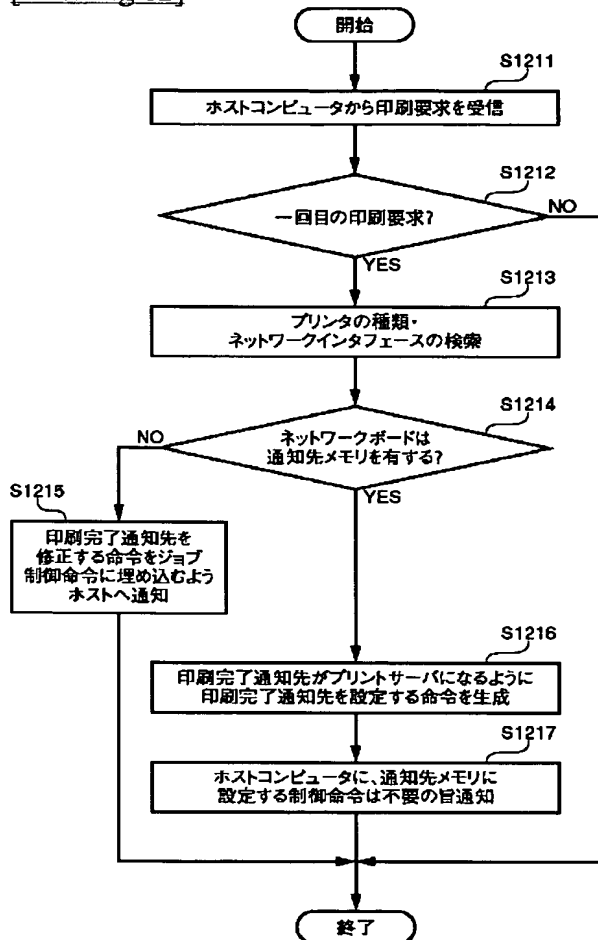 開始
S1211
ホストコンピュータから印刷要求を受信
S1212
一回目の印刷要求?
NO
YES
S1213
プリンタの種類・
ネットワークインタフェースの検索
S1214
ネットワークボードは
通知先メモリを有する?
NO
YES
S1215
印刷完了通知先を
修正する命令をジョブ
制御命令に埋め込むよう
ホストへ通知
S1216
印刷完了通知先がプリントサーバになるように
印刷完了通知先を設定する命令を生成
S1217
ホストコンピュータに、通知先メモリに
設定する制御命令は不要の旨通知
終了